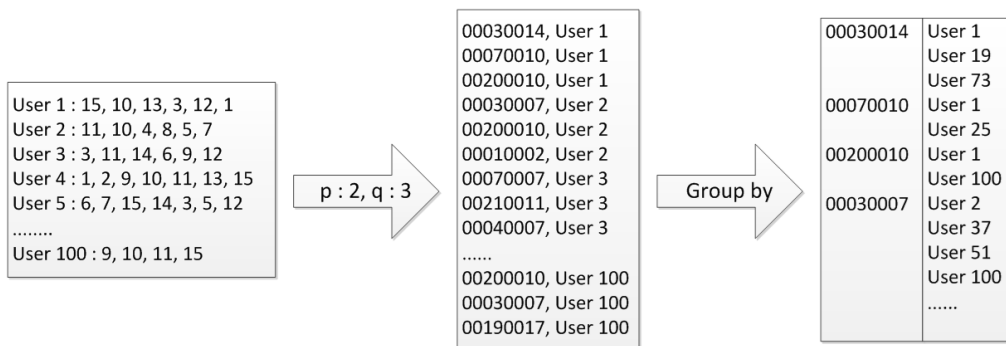 User 1 : 15, 10, 13, 3, 12, 1
User 2 : 11, 10, 4, 8, 5, 7
User 3 : 3, 11, 14, 6, 9, 12
User 4 : 1, 2, 9, 10, 11, 13, 15
User 5 : 6, 7, 15, 14, 3, 5, 12
........
User 100 : 9, 10, 11, 15
p : 2, q : 3
00030014, User 1
00070010, User 1
00200010, User 1
00030007, User 2
00200010, User 2
00010002, User 2
00070007, User 3
00210011, User 3
00040007, User 3
......
00200010, User 100
00030007, User 100
00190017, User 100
Group by
00030014 User 1
User 19
User 73
00070010 User 1
User 25
00200010 User 1
User 100
00030007 User 2
User 37
User 51
User 100
......